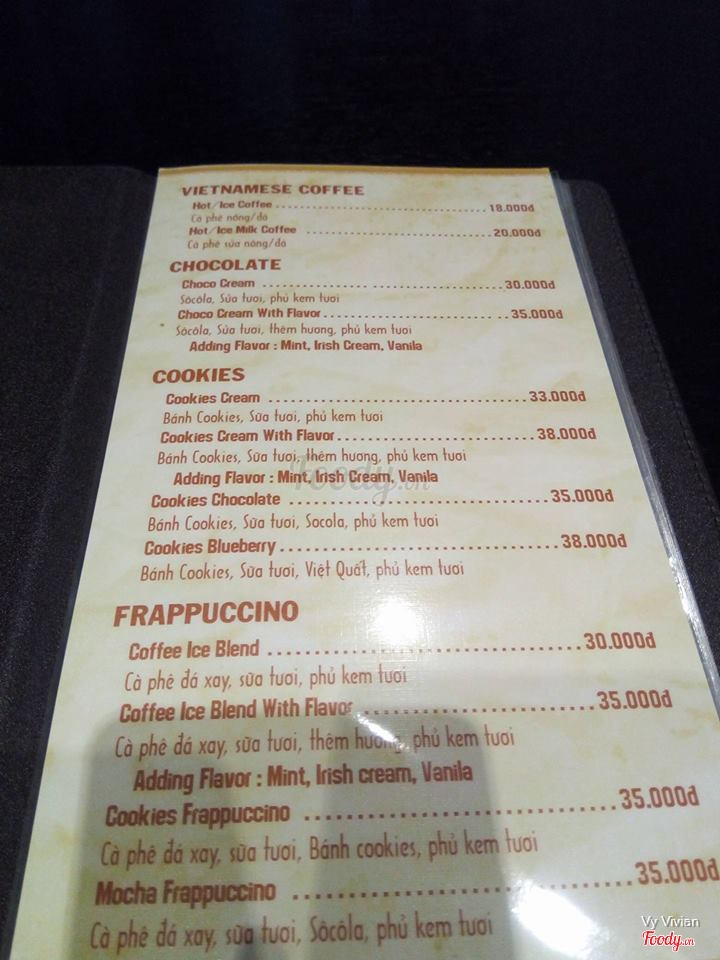 VIETNAMESE COFFEE
Hot/Ice Coffee ........ 18.000đ
Cà phê nóng/đá
Hot/Ice Milk Coffee ........ 20.000đ
Cà phê sữa nóng/đá
CHOCOLATE
Choco Cream ........ 30.000đ
Sôcôla, Sữa tươi, phủ kem tươi
Choco Cream With Flavor ........ 35.000đ
Sôcôla, Sữa tươi, thêm hương, phủ kem tươi
Adding Flavor : Mint, Irish Cream, Vanila
COOKIES
Cookies Cream ........ 33.000đ
Bánh Cookies, Sữa tươi, phủ kem tươi
Cookies Cream With Flavor ........ 38.000đ
Bánh Cookies, Sữa tươi, thêm hương, phủ kem tươi
Adding Flavor : Mint, Irish Cream, Vanila
Foody.vn
Cookies Chocolate ........ 35.000đ
Bánh Cookies, Sữa tươi, Socola, phủ kem tươi
Cookies Blueberry ........ 38.000đ
Bánh Cookies, Sữa tươi, Việt Quất, phủ kem tươi
FRAPPUCCINO
Coffee Ice Blend ........ 30.000đ
Cà phê đá xay, sữa tươi, phủ kem tươi
Coffee Ice Blend With Flavor ........ 35.000đ
Cà phê đá xay, sữa tươi, thêm hương, phủ kem tươi
Adding Flavor : Mint, Irish cream, Vanila
Cookies Frappuccino ........ 35.000đ
Cà phê đá xay, sữa tươi, Bánh cookies, phủ kem tươi
Mocha Frappuccino ........ 35.000đ
Cà phê đá xay, sữa tươi, Sôcôla, phủ kem tươi
Vy Vivian
Foody.vn